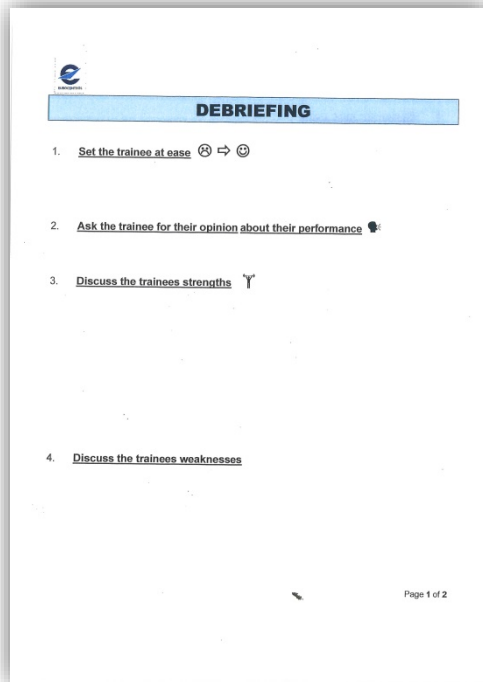 DEBRIEFING
1. Set the trainee at ease
2. Ask the trainee for their opinion about their performance
3. Discuss the trainees strengths
4. Discuss the trainees weaknesses
Page 1 of 2